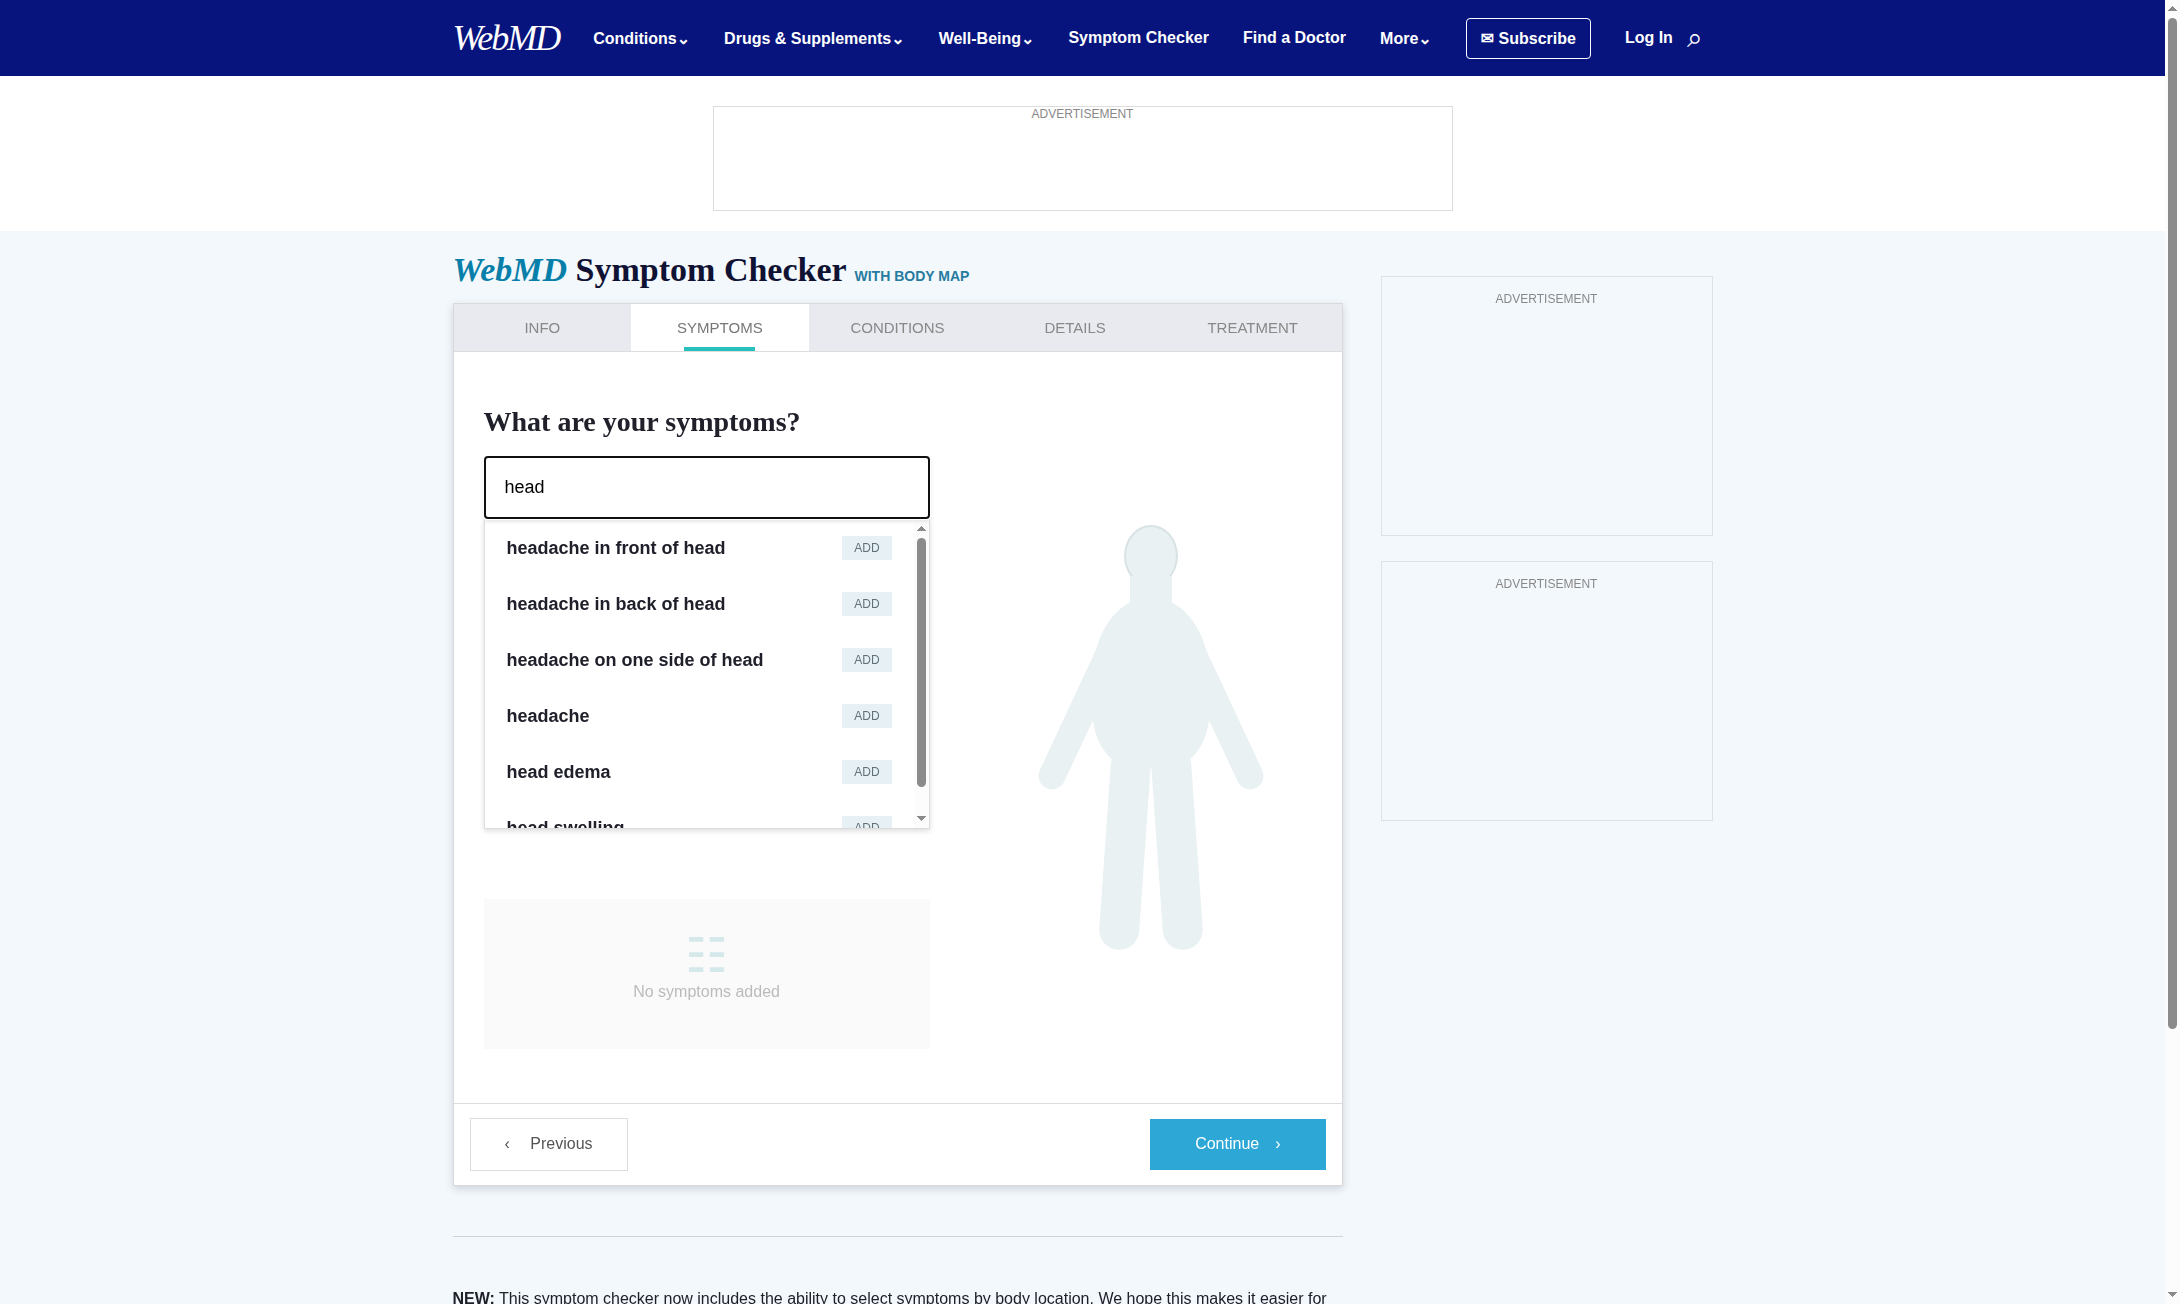 WebMD Conditions Drugs & Supplements Well-Being Symptom Checker Find a Doctor More ✉ Subscribe Log In
ADVERTISEMENT
WebMD Symptom Checker WITH BODY MAP
ADVERTISEMENT
INFO SYMPTOMS CONDITIONS DETAILS TREATMENT
What are your symptoms?
head
headache in front of head ADD
headache in back of head ADD
ADVERTISEMENT
headache on one side of head ADD
headache ADD
head edema ADD
head swelling ADD
No symptoms added
‹ Previous
Continue ›
NEW: This symptom checker now includes the ability to select symptoms by body location. We hope this makes it easier for